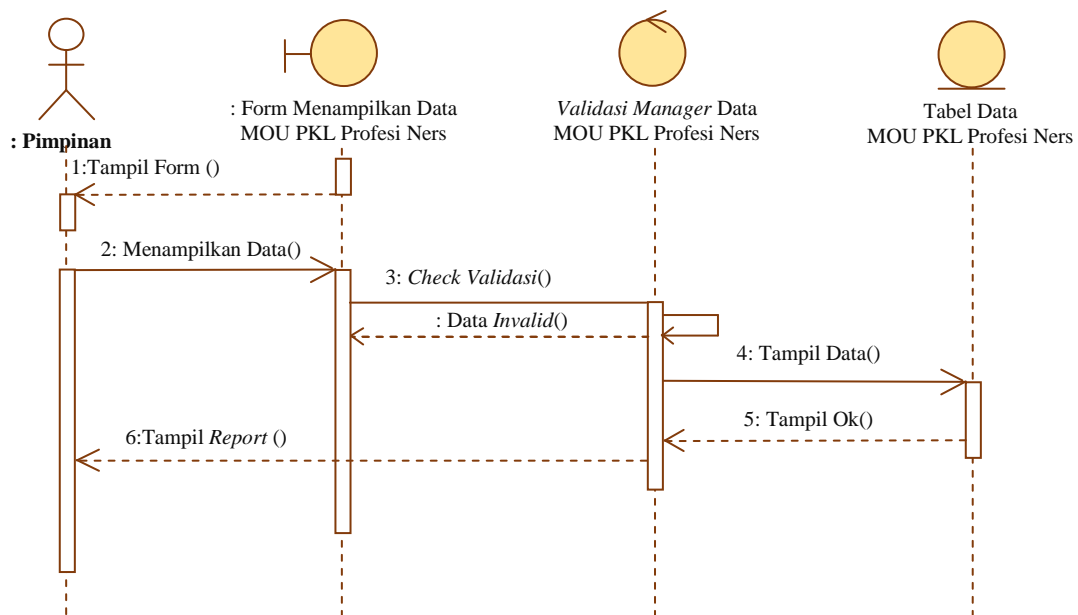 : Pimpinan
: Form Menampilkan Data
MOU PKL Profesi Ners
Validasi Manager Data
MOU PKL Profesi Ners
Tabel Data
MOU PKL Profesi Ners
1:Tampil Form ()
2: Menampilkan Data()
3: Check Validasi()
: Data Invalid()
4: Tampil Data()
5: Tampil Ok()
6:Tampil Report ()